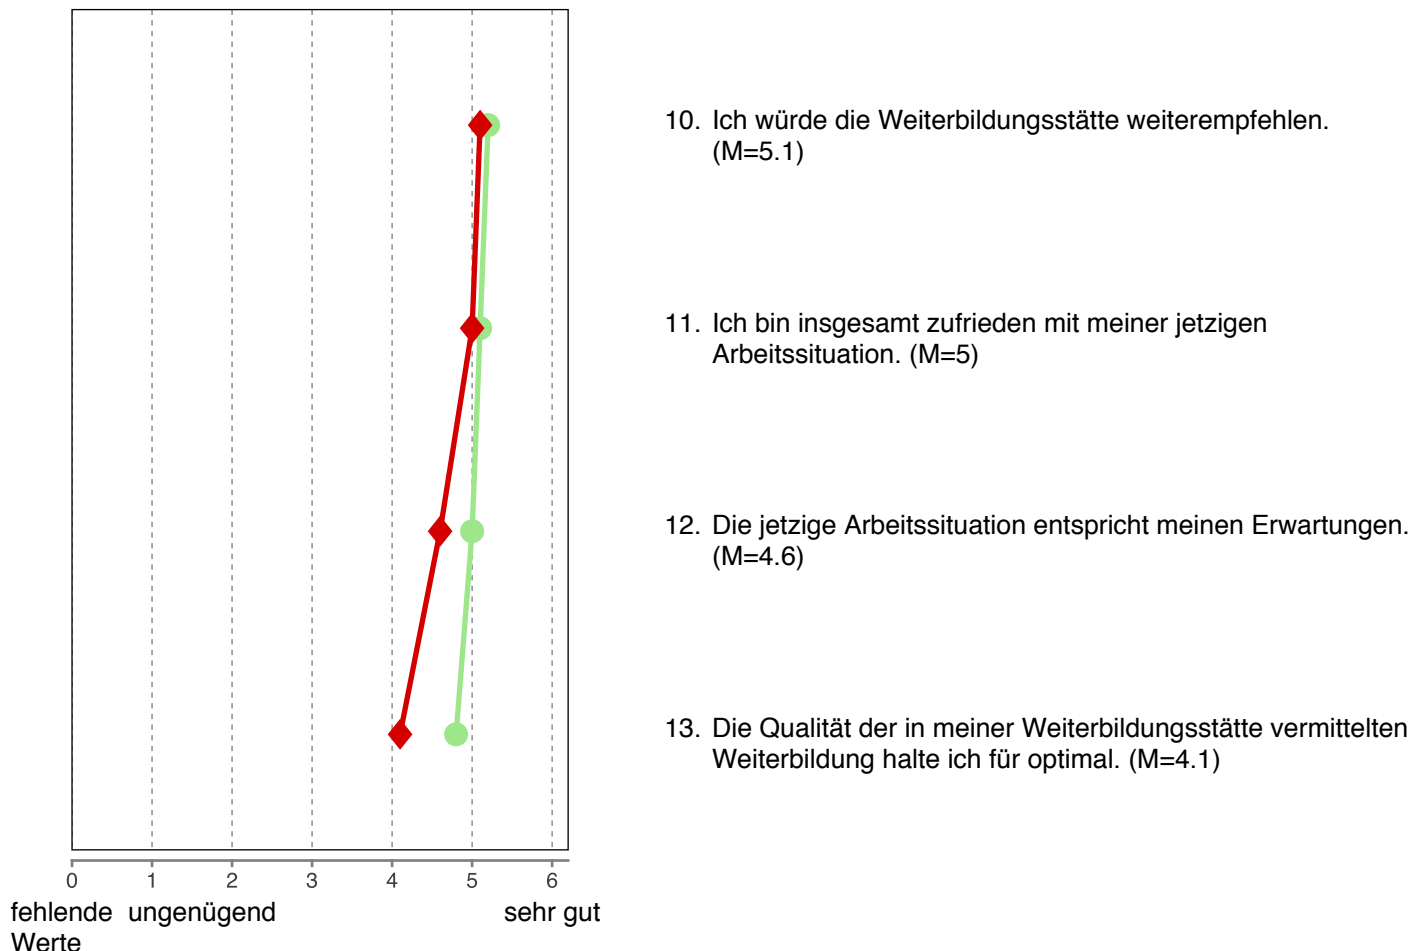 10. Ich würde die Weiterbildungsstätte weiterempfehlen.
(M=5.1)
11. Ich bin insgesamt zufrieden mit meiner jetzigen
Arbeitssituation. (M=5)
12. Die jetzige Arbeitssituation entspricht meinen Erwartungen.
(M=4.6)
13. Die Qualität der in meiner Weiterbildungsstätte vermittelten
Weiterbildung halte ich für optimal. (M=4.1)
0 1 2 3 4 5 6
fehlende ungenügend sehr gut
Werte